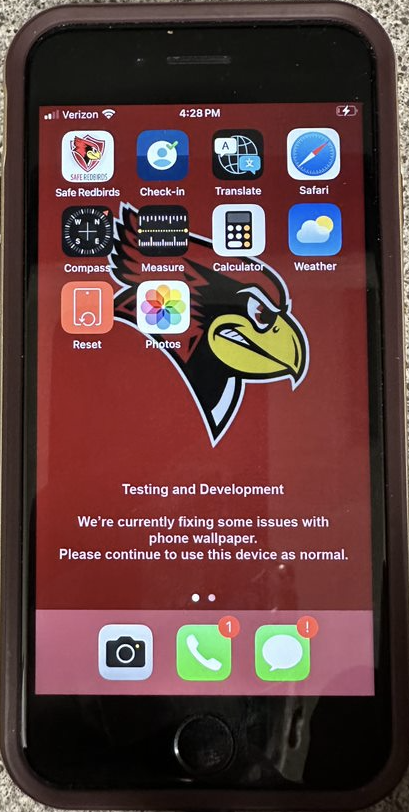 Verizon 4:28 PM
SAFE REDBIRDS
Safe Redbirds Check-in Translate Safari
A 文
N
W E
S
Compass Measure Calculator Weather
Reset Photos
Testing and Development
We're currently fixing some issues with
phone wallpaper.
Please continue to use this device as normal.
1 !